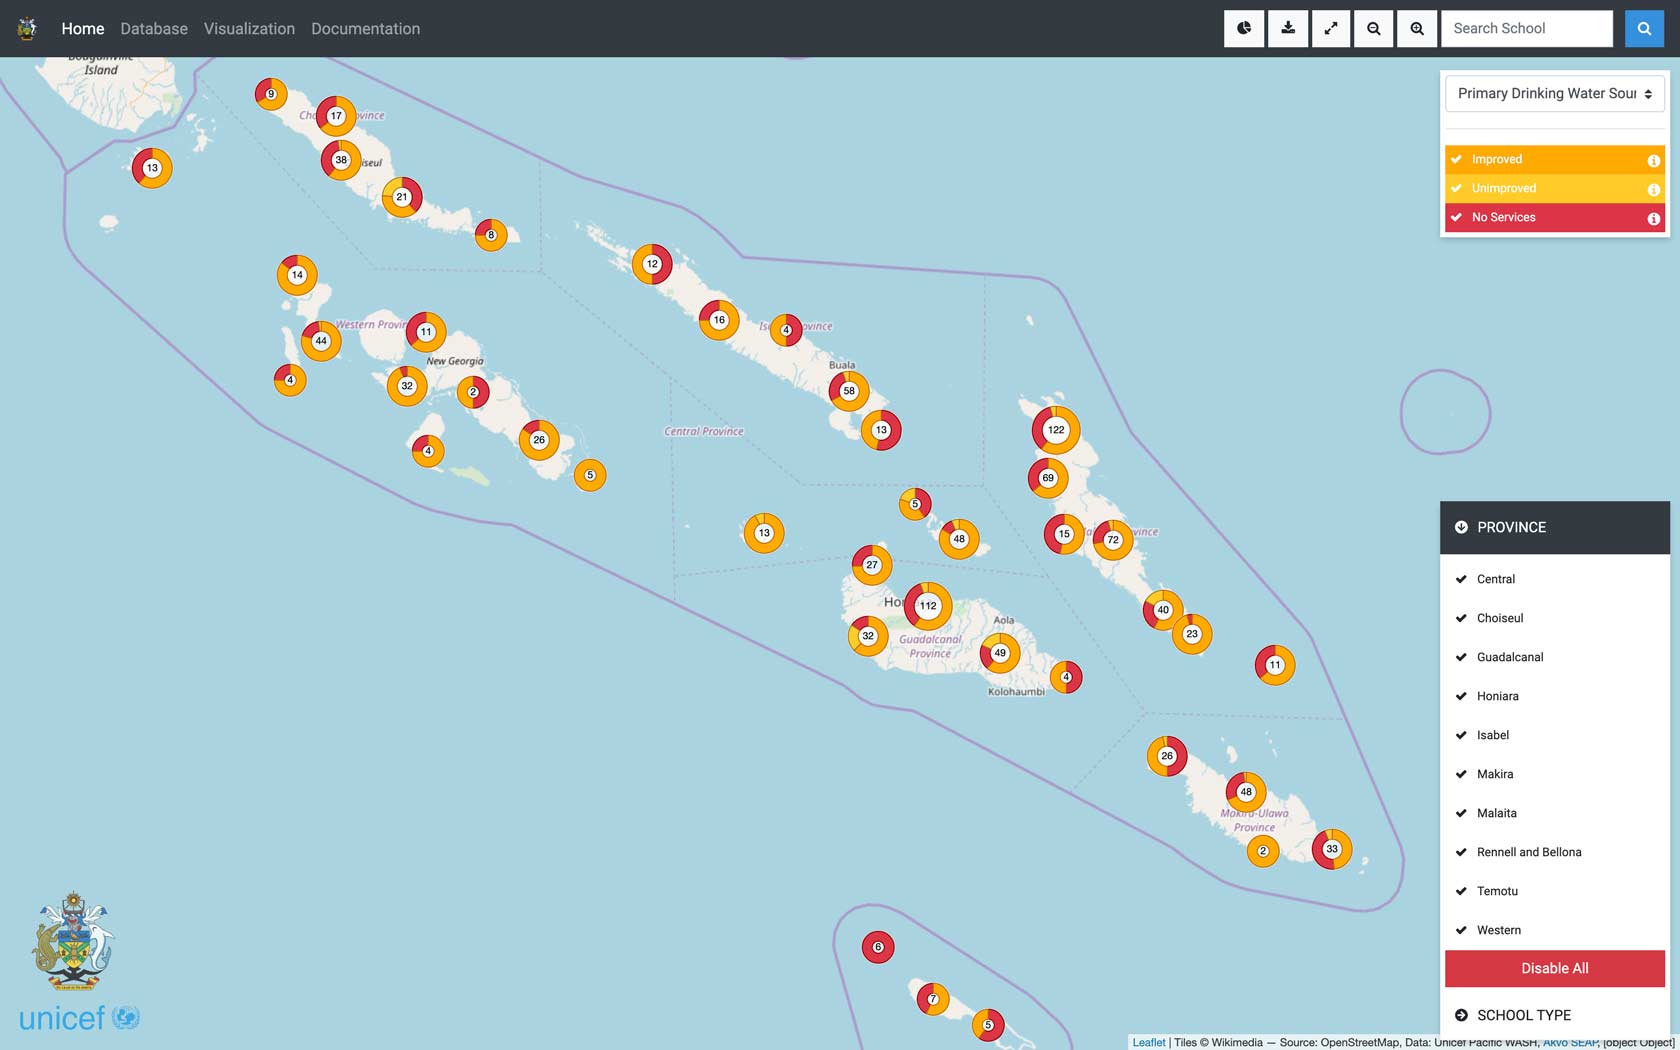 Home
Database
Visualization
Documentation
Search School
Primary Drinking Water Sour
Improved
Unimproved
No Services
Island
9
17
38
21
8
13
14
44
4
Western Provin
11
New Georgia
32
2
4
26
5
12
16
4
Buala
58
13
Central Province
122
69
15
72
5
48
13
27
112
32
Aola
Guadalcanal
Province
49
4
Kolohaumbi
40
23
11
26
48
Makira-Ulawa
Province
2
33
6
7
5
PROVINCE
Central
Choiseul
Guadalcanal
Honiara
Isabel
Makira
Malaita
Rennell and Bellona
Temotu
Western
Disable All
SCHOOL TYPE
unicef
Leaflet | Tiles © Wikimedia — Source: OpenStreetMap, Data: Unicef Pacific WASH, Akvo SEAP, [object Object]